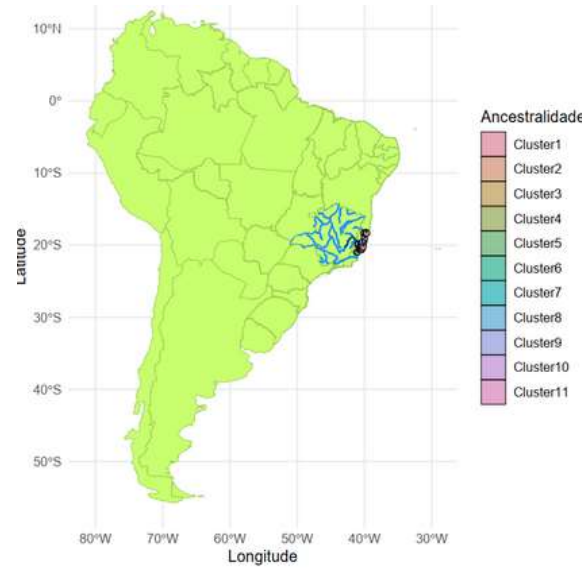 10°N
0°
10°S
20°S
30°S
40°S
50°S
Latitude
80°W 70°W 60°W 50°W 40°W 30°W
Longitude
Ancestralidade
Cluster1
Cluster2
Cluster3
Cluster4
Cluster5
Cluster6
Cluster7
Cluster8
Cluster9
Cluster10
Cluster11